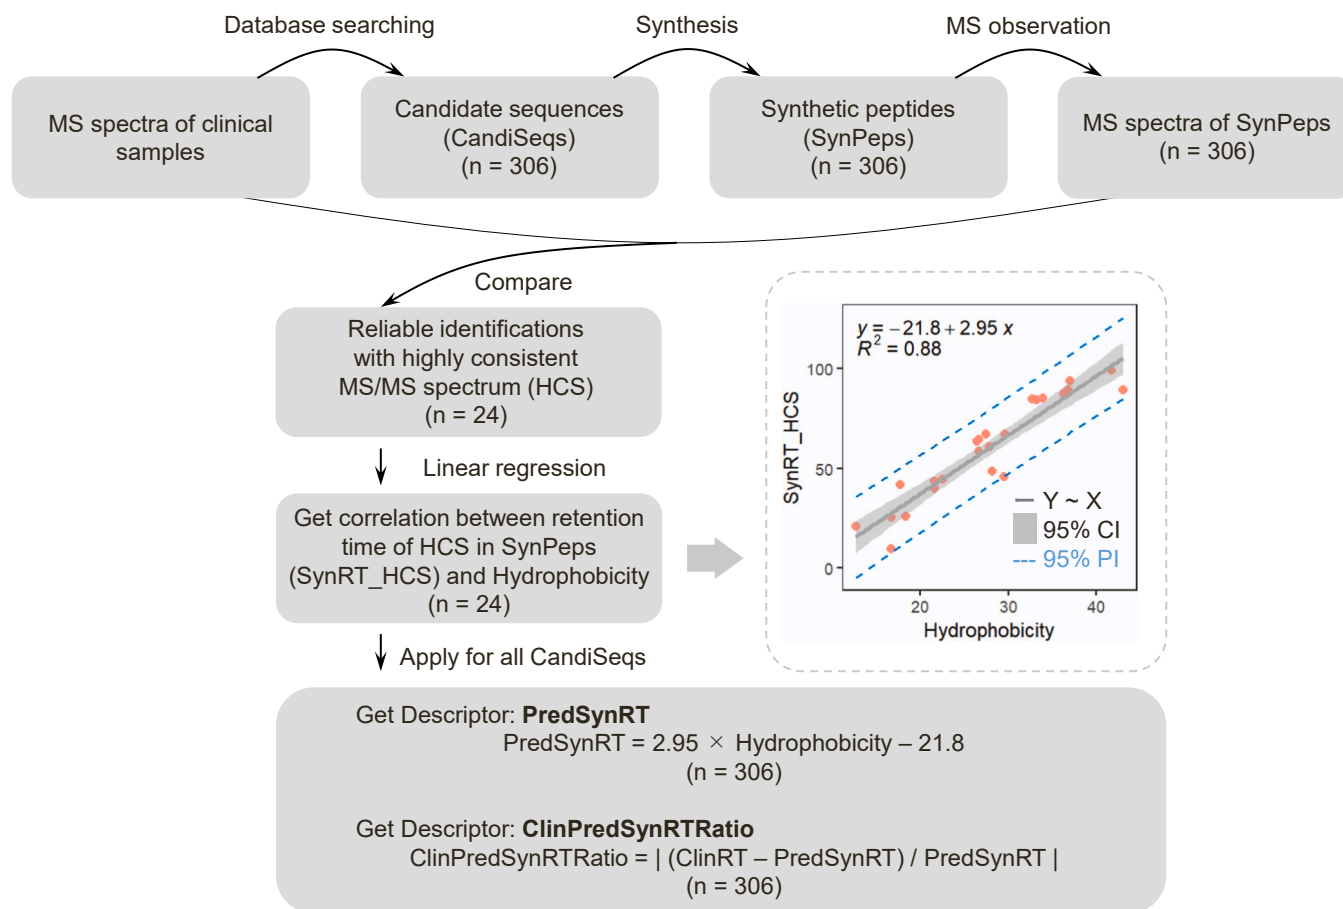 Database searching
Synthesis
MS observation
MS spectra of clinical
samples
Candidate sequences
(CandiSeqs)
(n = 306)
Synthetic peptides
(SynPeps)
(n = 306)
MS spectra of SynPeps
(n = 306)
Compare
Reliable identifications
with highly consistent
MS/MS spectrum (HCS)
(n = 24)
Linear regression
Get correlation between retention
time of HCS in SynPeps
(SynRT_HCS) and Hydrophobicity
(n = 24)
y = −21.8 + 2.95 x
R² = 0.88
SynRT_HCS
100
50
0
20 30 40
Hydrophobicity
Y ~ X
95% CI
95% PI
Apply for all CandiSeqs
Get Descriptor: PredSynRT
PredSynRT = 2.95 × Hydrophobicity – 21.8
(n = 306)
Get Descriptor: ClinPredSynRTRatio
ClinPredSynRTRatio = | (ClinRT – PredSynRT) / PredSynRT |
(n = 306)